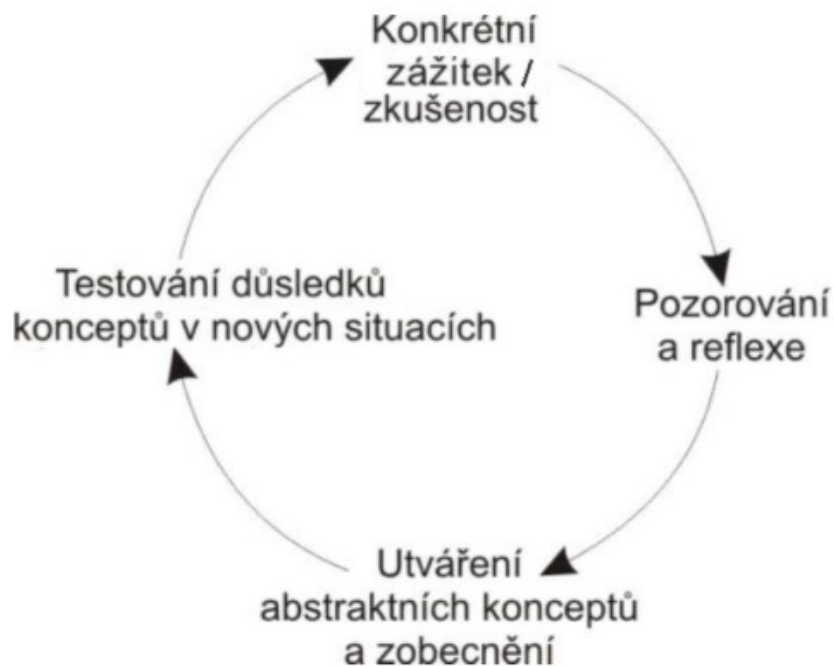 Konkrétní
zážitek /
zkušenost
Pozorování
a reflexe
Utváření
abstraktních konceptů
a zobecnění
Testování důsledků
konceptů v nových situacích